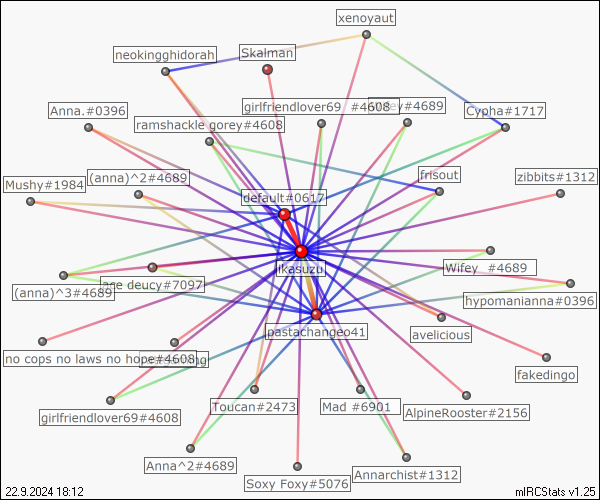 xenoyaut
neokingghidorah
Skalman
girlfriendlover69 #4608
#4689
Cypha#1717
Anna.#0396
ramshackle gorey#4608
(anna)^2#4689
frisout
zibbits#1312
Mushy#1984
default#0617
ikasuzu
Wifey #4689
(anna)^3#4689
ace deucy#7097
hypomanianna#0396
pastachangeo41
avelicious
no cops no laws no hope#4608
fakedingo
Toucan#2473
Mad #6901
AlpineRooster#2156
girlfriendlover69#4608
Anna^2#4689
Soxy Foxy#5076
Annarchist#1312
22.9.2024 18:12
mIRCStats v1.25